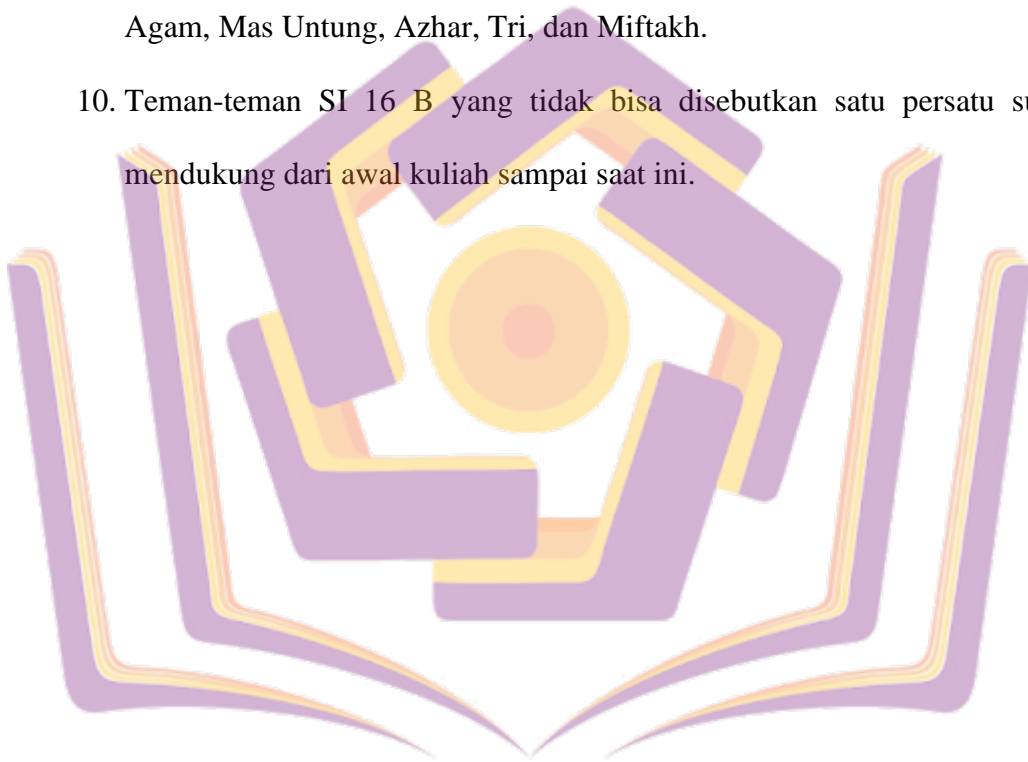 Agam, Mas Untung, Azhar, Tri, dan Miftakh.
10. Teman-teman SI 16 B yang tidak bisa disebutkan satu persatu
mendukung dari awal kuliah sampai saat ini.